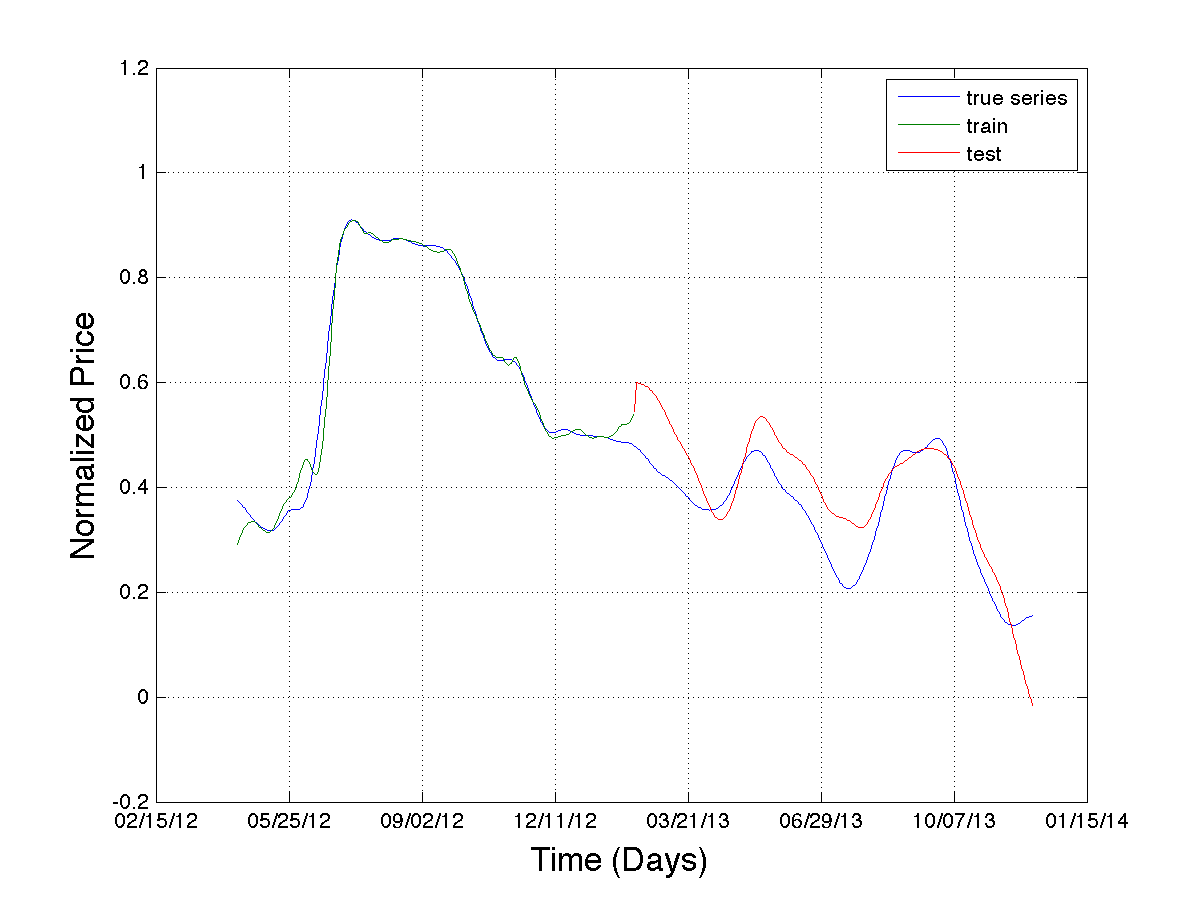 1.2
1
0.8
0.6
0.4
0.2
0
-0.2
Normalized Price
true series
train
test
02/15/12 05/25/12 09/02/12 12/11/12 03/21/13 06/29/13 10/07/13 01/15/14
Time (Days)